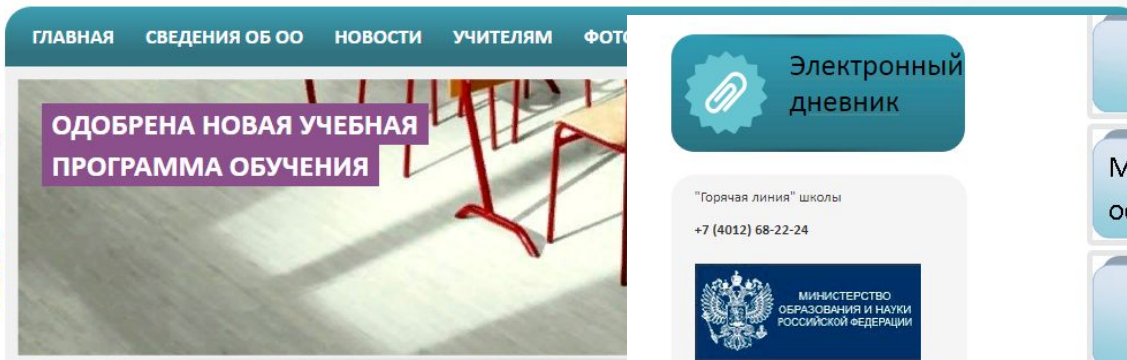 ГЛАВНАЯ СВЕДЕНИЯ ОБ ОО НОВОСТИ УЧИТЕЛЯМ
ОДОБРЕНА НОВАЯ УЧЕБНАЯ
ПРОГРАММА ОБУЧЕНИЯ
Электронный
дневник
"Горячая линия" школы
+7 (4012) 68-22-24
МИНИСТЕРСТВО
ОБРАЗОВАНИЯ И НАУКИ
РОССИЙСКОЙ ФЕДЕРАЦИИ